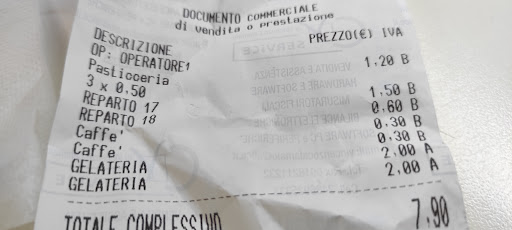 DOCUMENTO COMMERCIALE
di vendita o prestazione
DESCRIZIONE PREZZO(€) IVA
OP: OPERATORE1
Pasticceria 1,20 B
3 x 0,50
REPARTO 17 1,50 B
REPARTO 18 0,60 B
Caffe' 0,30 B
Caffe' 0,30 B
GELATERIA 2,00 A
GELATERIA 2,00 A
TOTALE COMPLESSIVO 7,90